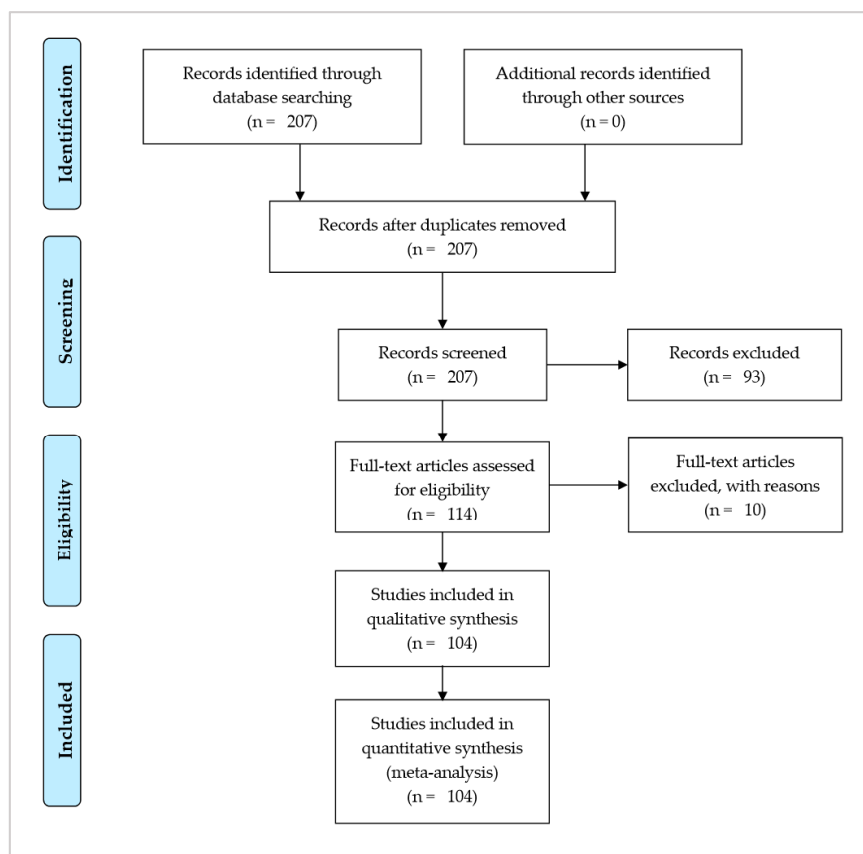 Identification
Records identified through
database searching
(n = 207)
Additional records identified
through other sources
(n = 0)
Records after duplicates removed
(n = 207)
Screening
Records screened
(n = 207)
Records excluded
(n = 93)
Eligibility
Full-text articles assessed
for eligibility
(n = 114)
Full-text articles
excluded, with reasons
(n = 10)
Studies included in
qualitative synthesis
(n = 104)
Included
Studies included in
quantitative synthesis
(meta-analysis)
(n = 104)